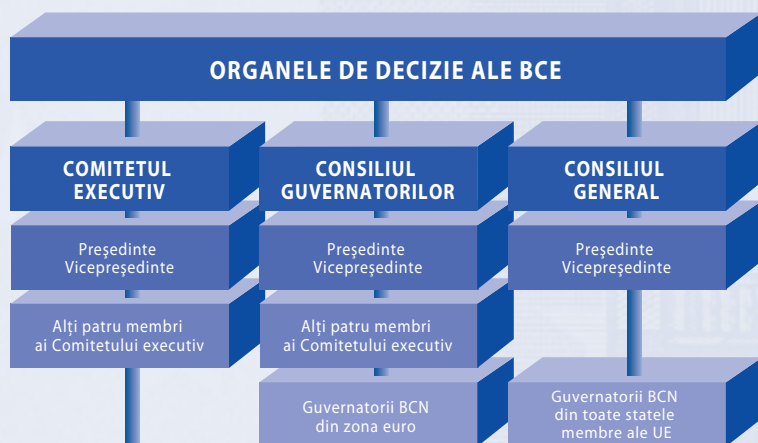 ORGANELE DE DECIZIE ALE BCE
COMITETUL
EXECUTIV
Preşedinte
Vicepreşedinte
Alţi patru membri
ai Comitetului executiv
CONSILIUL
GUVERNATORILOR
Preşedinte
Vicepreşedinte
Alţi patru membri
ai Comitetului executiv
Guvernatorii BCN
din zona euro
CONSILIUL
GENERAL
Preşedinte
Vicepreşedinte
Guvernatorii BCN
din toate statele
membre ale UE